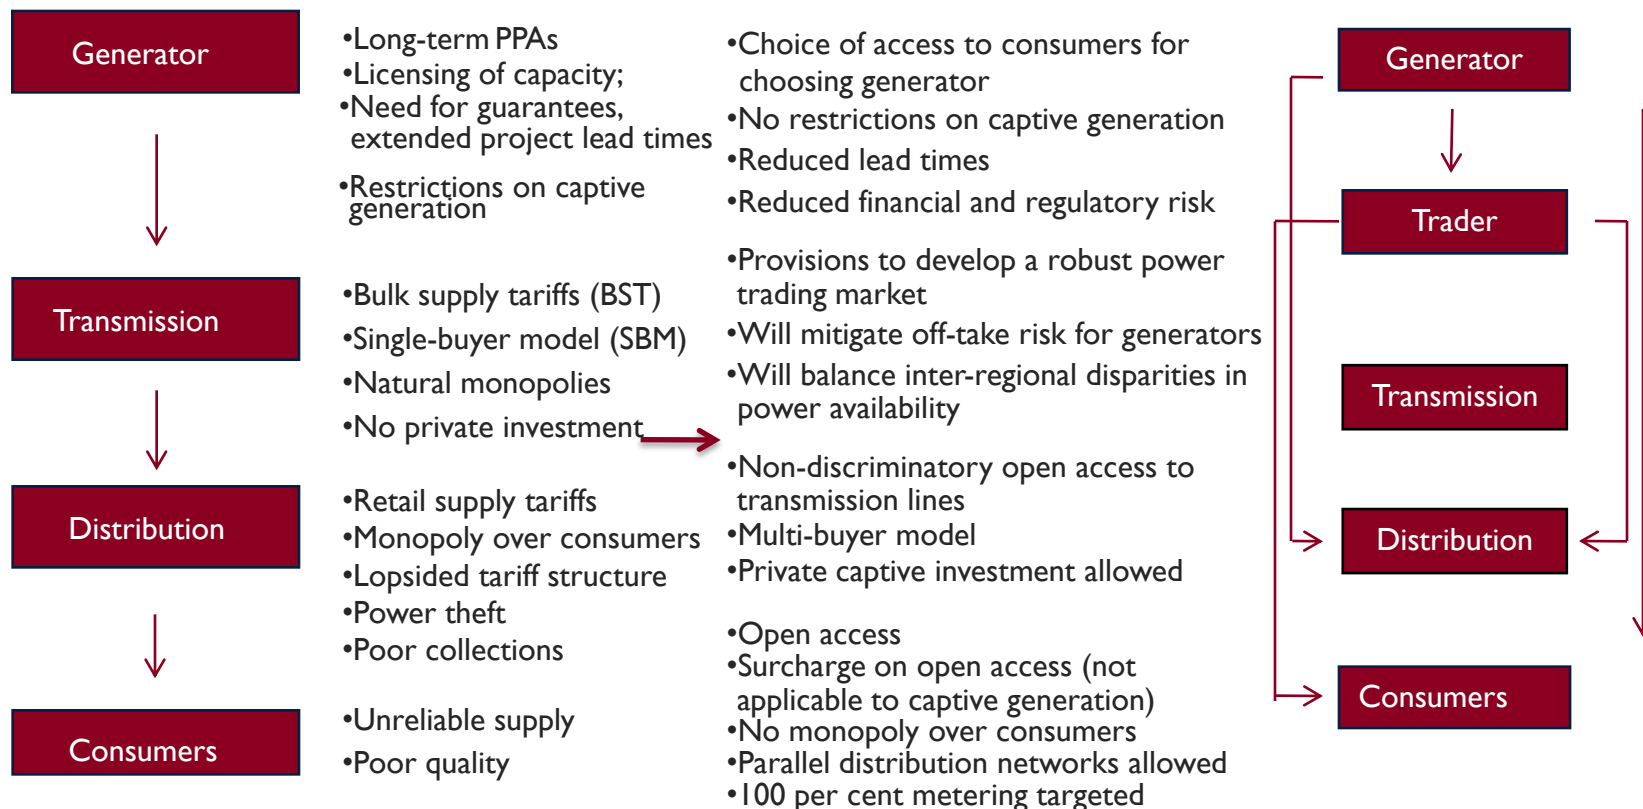 Generator
•Long-term PPAs
•Licensing of capacity;
•Need for guarantees,
extended project lead times
•Restrictions on captive
generation
Transmission
•Bulk supply tariffs (BST)
•Single-buyer model (SBM)
•Natural monopolies
•No private investment
Distribution
•Retail supply tariffs
•Monopoly over consumers
•Lopsided tariff structure
•Power theft
•Poor collections
Consumers
•Unreliable supply
•Poor quality
•Choice of access to consumers for
choosing generator
•No restrictions on captive generation
•Reduced lead times
•Reduced financial and regulatory risk
•Provisions to develop a robust power
trading market
•Will mitigate off-take risk for generators
•Will balance inter-regional disparities in
power availability
•Non-discriminatory open access to
transmission lines
•Multi-buyer model
•Private captive investment allowed
•Open access
•Surcharge on open access (not
applicable to captive generation)
•No monopoly over consumers
•Parallel distribution networks allowed
•100 per cent metering targeted
Generator
Trader
Transmission
Distribution
Consumers